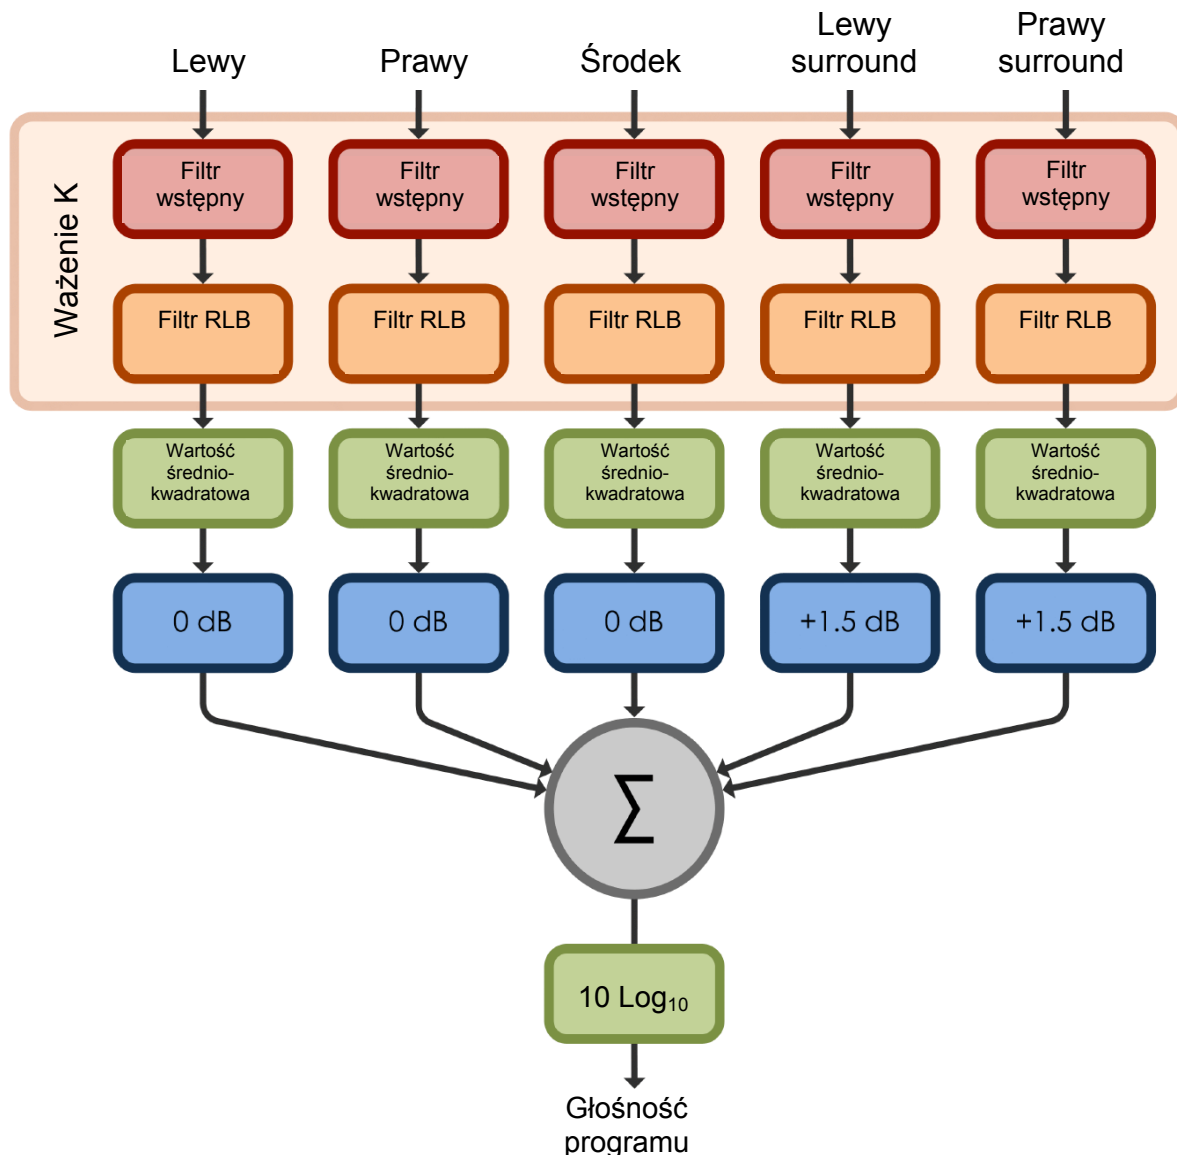 Lewy
Prawy
Środek
Lewy
surround
Prawy
surround
Ważenie K
Filtr
wstępny
Filtr
wstępny
Filtr
wstępny
Filtr
wstępny
Filtr
wstępny
Filtr RLB
Filtr RLB
Filtr RLB
Filtr RLB
Filtr RLB
Wartość
średnio-
kwadratowa
Wartość
średnio-
kwadratowa
Wartość
średnio-
kwadratowa
Wartość
średnio-
kwadratowa
Wartość
średnio-
kwadratowa
0 dB
0 dB
0 dB
+1.5 dB
+1.5 dB
∑
10 Log₁₀
Głośność
programu